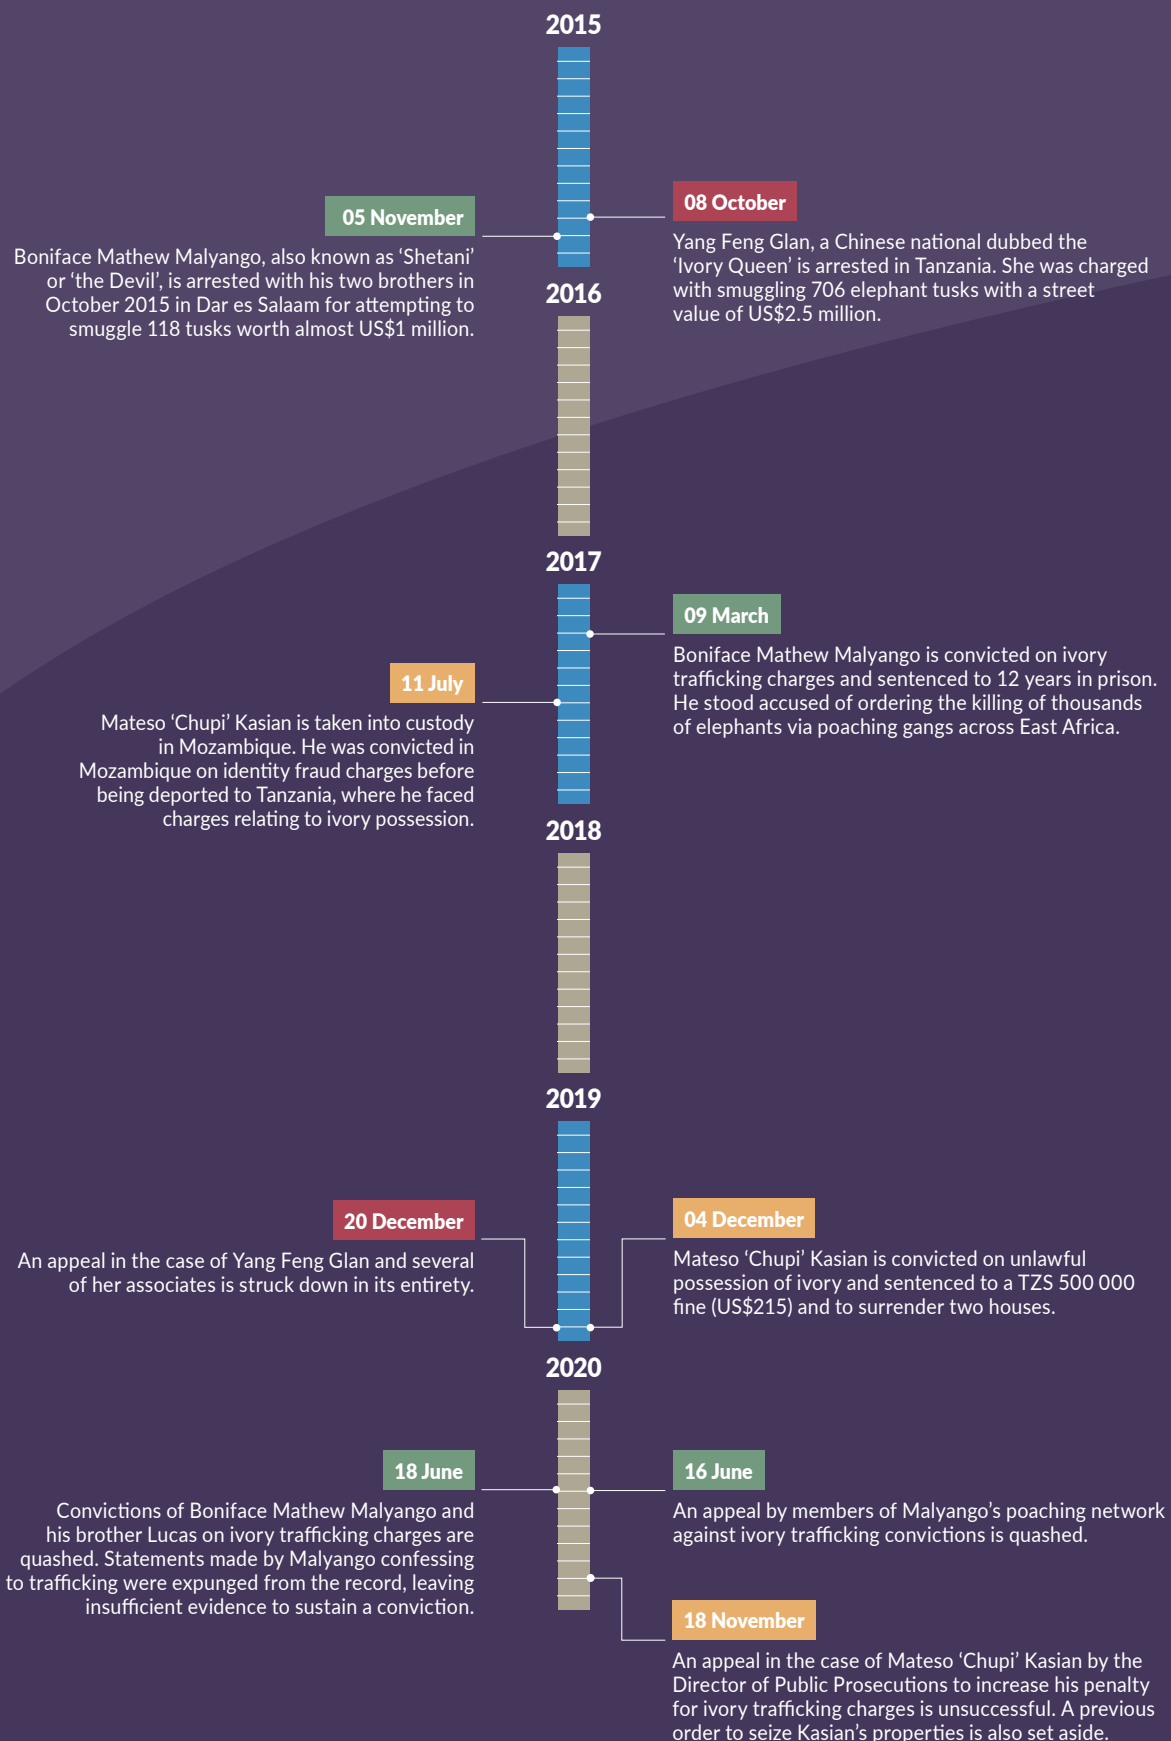 2015
08 October
Yang Feng Glan, a Chinese national dubbed the
‘Ivory Queen’ is arrested in Tanzania. She was charged
with smuggling 706 elephant tusks with a street
value of US$2.5 million.
05 November
Boniface Mathew Malyango, also known as ‘Shetani’
or ‘the Devil’, is arrested with his two brothers in
October 2015 in Dar es Salaam for attempting to
smuggle 118 tusks worth almost US$1 million.
2016
2017
09 March
Boniface Mathew Malyango is convicted on ivory
trafficking charges and sentenced to 12 years in prison.
He stood accused of ordering the killing of thousands
of elephants via poaching gangs across East Africa.
11 July
Mateso ‘Chupi’ Kasian is taken into custody
in Mozambique. He was convicted in
Mozambique on identity fraud charges before
being deported to Tanzania, where he faced
charges relating to ivory possession.
2018
2019
04 December
Mateso ‘Chupi’ Kasian is convicted on unlawful
possession of ivory and sentenced to a TZS 500 000
fine (US$215) and to surrender two houses.
20 December
An appeal in the case of Yang Feng Glan and several
of her associates is struck down in its entirety.
2020
16 June
An appeal by members of Malyango’s poaching network
against ivory trafficking convictions is quashed.
18 June
Convictions of Boniface Mathew Malyango and
his brother Lucas on ivory trafficking charges are
quashed. Statements made by Malyango confessing
to trafficking were expunged from the record, leaving
insufficient evidence to sustain a conviction.
18 November
An appeal in the case of Mateso ‘Chupi’ Kasian by the
Director of Public Prosecutions to increase his penalty
for ivory trafficking charges is unsuccessful. A previous
order to seize Kasian’s properties is also set aside.